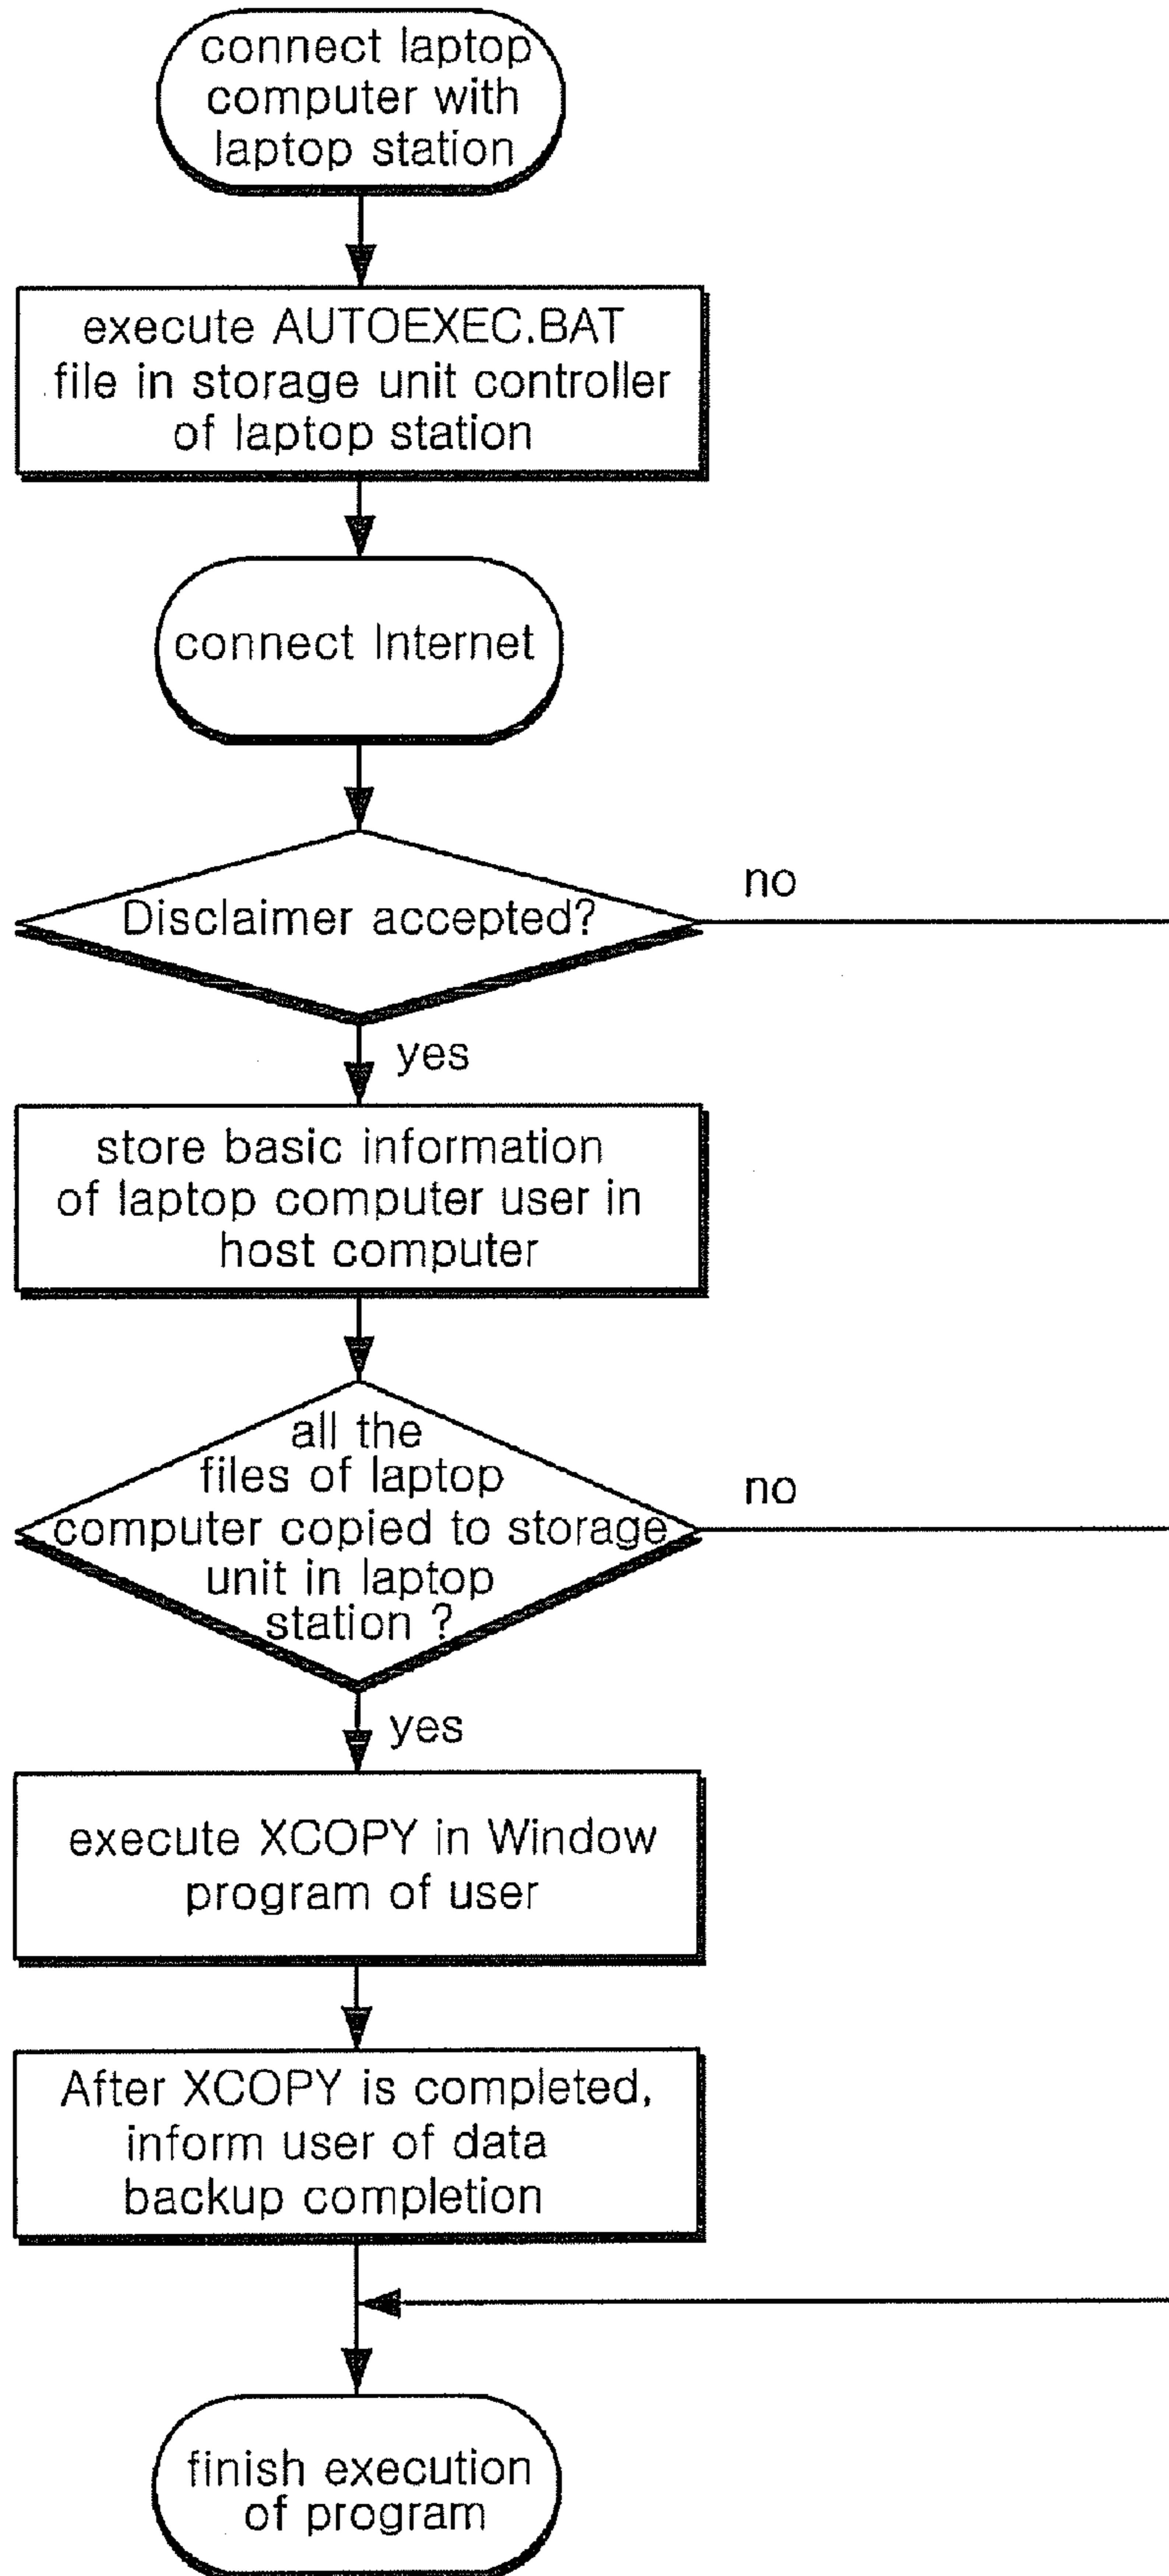 connect laptop
computer with
laptop station
execute AUTOEXEC.BAT
file in storage unit controller
of laptop station
connect Internet
Disclaimer accepted?
no
yes
store basic information
of laptop computer user in
host computer
all the
files of laptop
computer copied to storage
unit in laptop
station ?
no
yes
execute XCOPY in Window
program of user
After XCOPY is completed,
inform user of data
backup completion
finish execution
of program